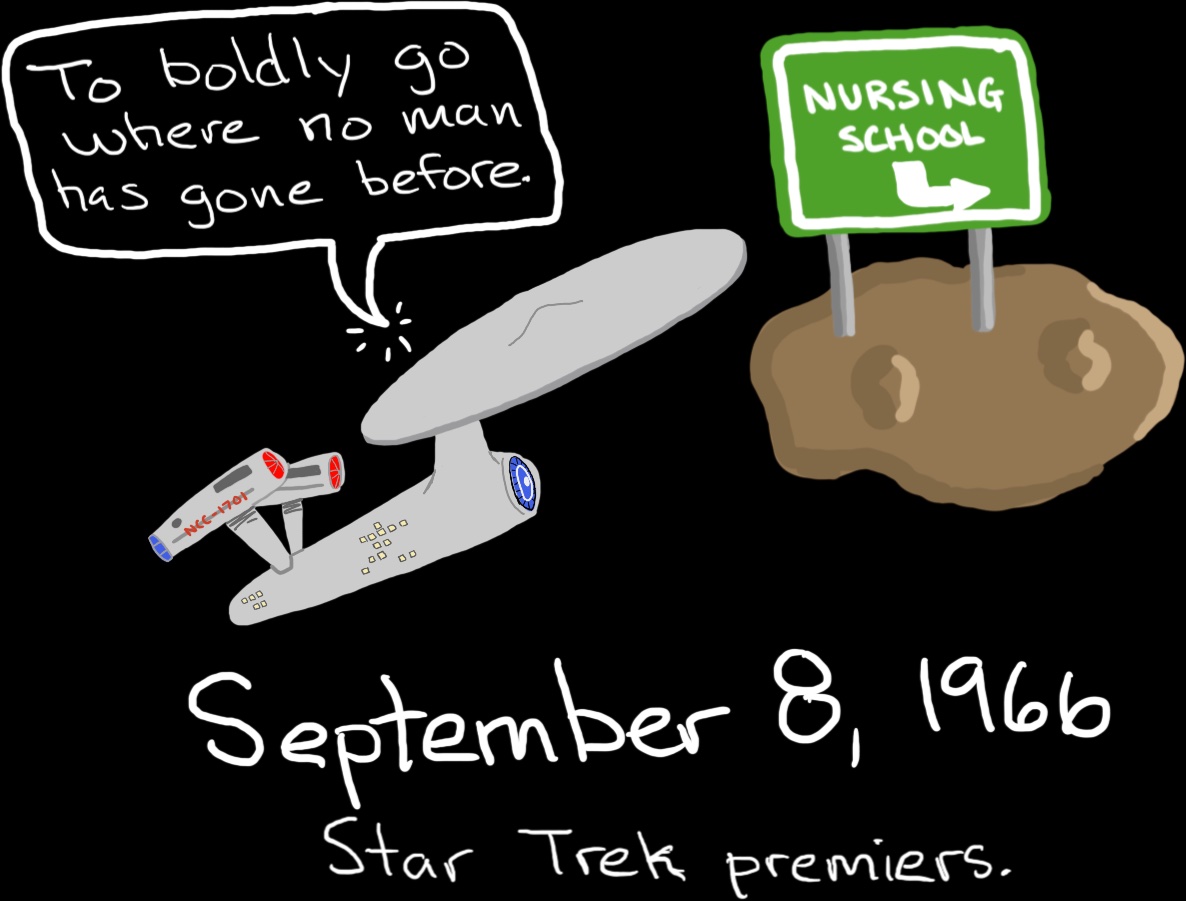 To boldly go
where no man
has gone before.
NURSING
SCHOOL
NCC-1701
September 8, 1966
Star Trek premiers.